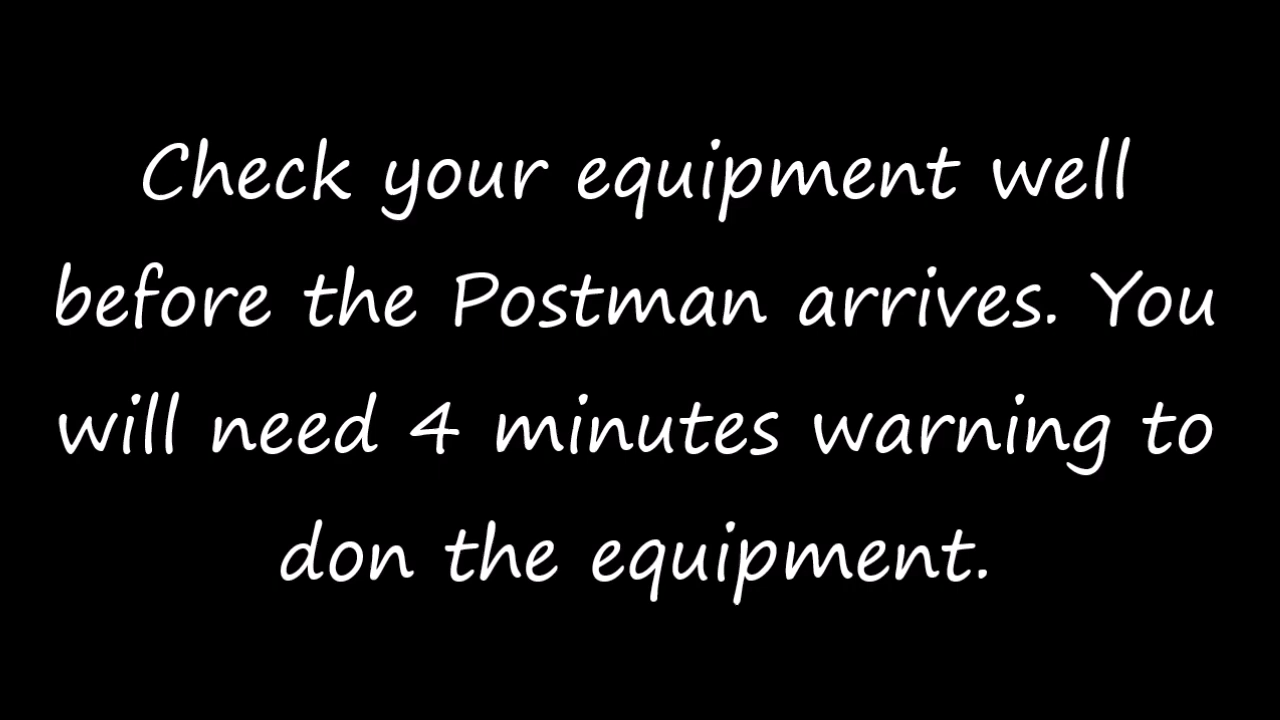 Check your equipment well
before the Postman arrives. You
will need 4 minutes warning to
don the equipment.